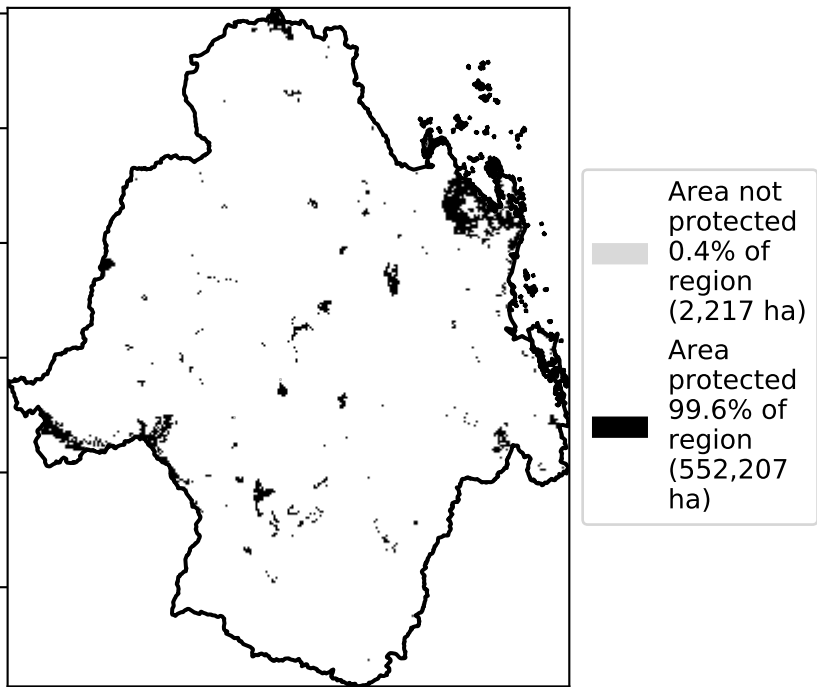 Area not
protected
0.4% of
region
(2,217 ha)
Area
protected
99.6% of
region
(552,207
ha)